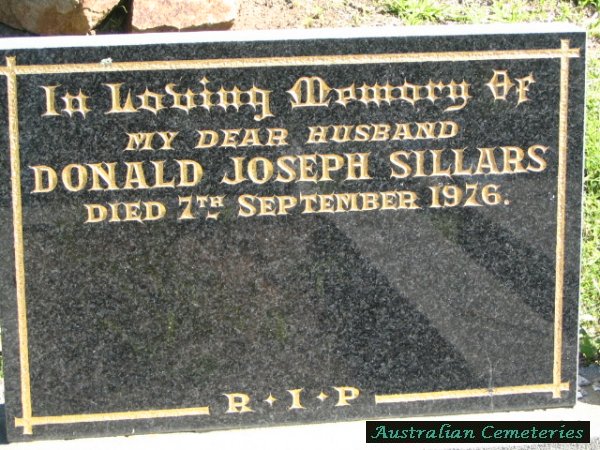 In Loving Memory Of
MY DEAR HUSBAND
DONALD JOSEPH SILLARS
DIED 7TH SEPTEMBER 1976.
R·I·P
Australian Cemeteries